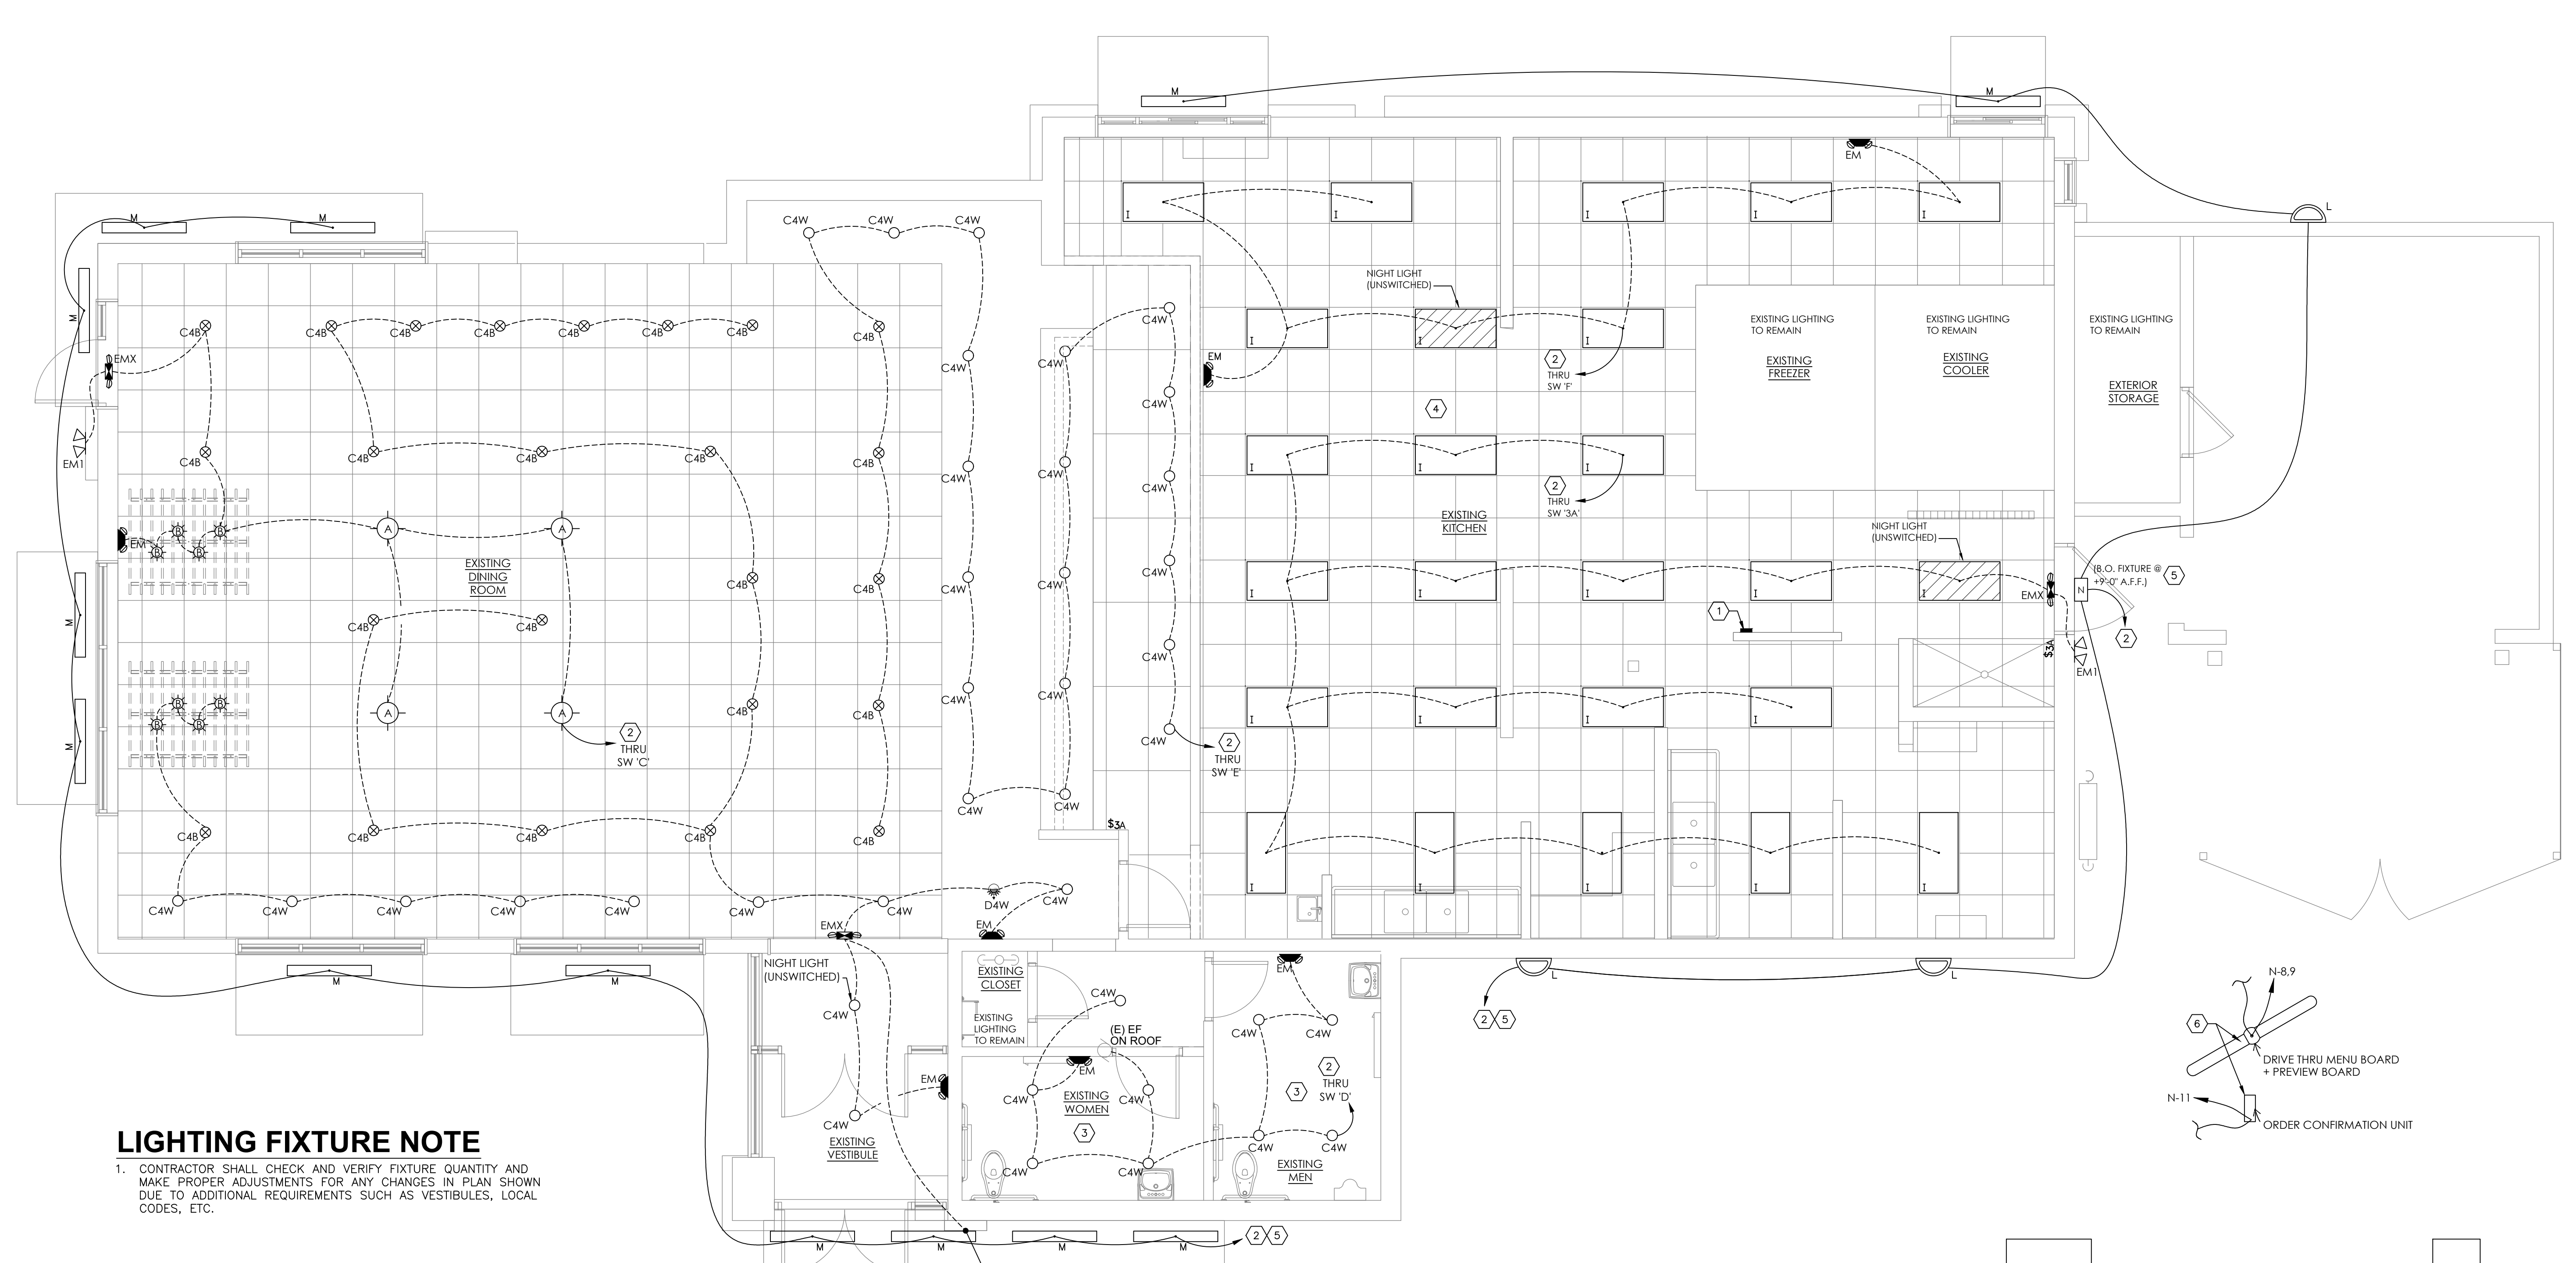 M
M
EM
L
M
M
C4W
C4W
C4W
I
I
I
I
I
NIGHT LIGHT
(UNSWITCHED)
M
C4B
C4B
C4B
C4B
C4B
C4B
C4B
C4B
C4W
I
I
I
EXISTING LIGHTING
TO REMAIN
EXISTING LIGHTING
TO REMAIN
EXISTING LIGHTING
TO REMAIN
EMX
C4W
C4W
EM
2
THRU
SW 'F'
EXISTING
FREEZER
EXISTING
COOLER
EXTERIOR
STORAGE
C4W
4
EM1
C4B
C4B
C4B
C4B
C4B
C4W
C4W
C4W
I
I
I
2
THRU
SW '3A'
EXISTING
KITCHEN
NIGHT LIGHT
(UNSWITCHED)
EM
B
B
B
B
A
A
EXISTING
DINING
ROOM
C4B
C4B
C4W
C4W
C4W
I
I
I
I
I
EMX
N
(B.O. FIXTURE @
+9'-0" A.F.F.)
5
M
C4B
C4B
1
2
C4W
$3A
EM1
B
B
B
B
A
A
C4B
C4B
C4W
C4W
I
I
I
I
M
2
THRU
SW 'C'
C4W
2
THRU
SW 'E'
C4W
C4W
$3A
C4B
C4B
C4B
C4B
C4B
I
I
I
I
I
C4W
C4W
C4W
C4W
C4W
C4W
C4W
D4W
C4W
EMX
EM
M
M
NIGHT LIGHT
(UNSWITCHED)
EXISTING
CLOSET
EM
L
L
N-8,9
C4W
C4W
EXISTING
LIGHTING
TO REMAIN
(E) EF
ON ROOF
C4W
C4W
2
5
6
DRIVE THRU MENU BOARD
+ PREVIEW BOARD
EM
EM
2
THRU
SW 'D'
3
C4W
EXISTING
WOMEN
C4W
3
N-11
ORDER CONFIRMATION UNIT
C4W
EXISTING
VESTIBULE
C4W
C4W
C4W
C4W
EXISTING
MEN
LIGHTING FIXTURE NOTE
1. CONTRACTOR SHALL CHECK AND VERIFY FIXTURE QUANTITY AND
MAKE PROPER ADJUSTMENTS FOR ANY CHANGES IN PLAN SHOWN
DUE TO ADDITIONAL REQUIREMENTS SUCH AS VESTIBULES, LOCAL
CODES, ETC.
M
M
M
M
2
5